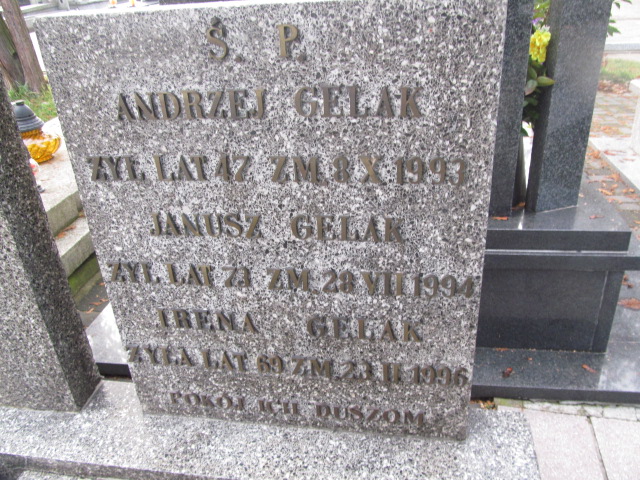 Ś. P.
ANDRZEJ GELAK
ŻYŁ LAT 47 ZM. 8 X 1993
JANUSZ GELAK
ŻYŁ LAT 73 ZM. 28 VII 1994
IRENA GELAK
ŻYŁA LAT 69 ZM. 23 II 1996
POKÓJ ICH DUSZOM